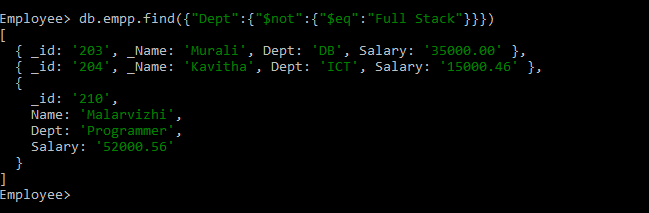 Employee> db.empp.find({"Dept":{"$not":{"$eq":"Full Stack"}}})
[
  { _id: '203', _Name: 'Murali', Dept: 'DB', Salary: '35000.00' },
  { _id: '204', _Name: 'Kavitha', Dept: 'ICT', Salary: '15000.46' },
  {
    _id: '210',
    Name: 'Malarvizhi',
    Dept: 'Programmer',
    Salary: '52000.56'
  }
]
Employee>